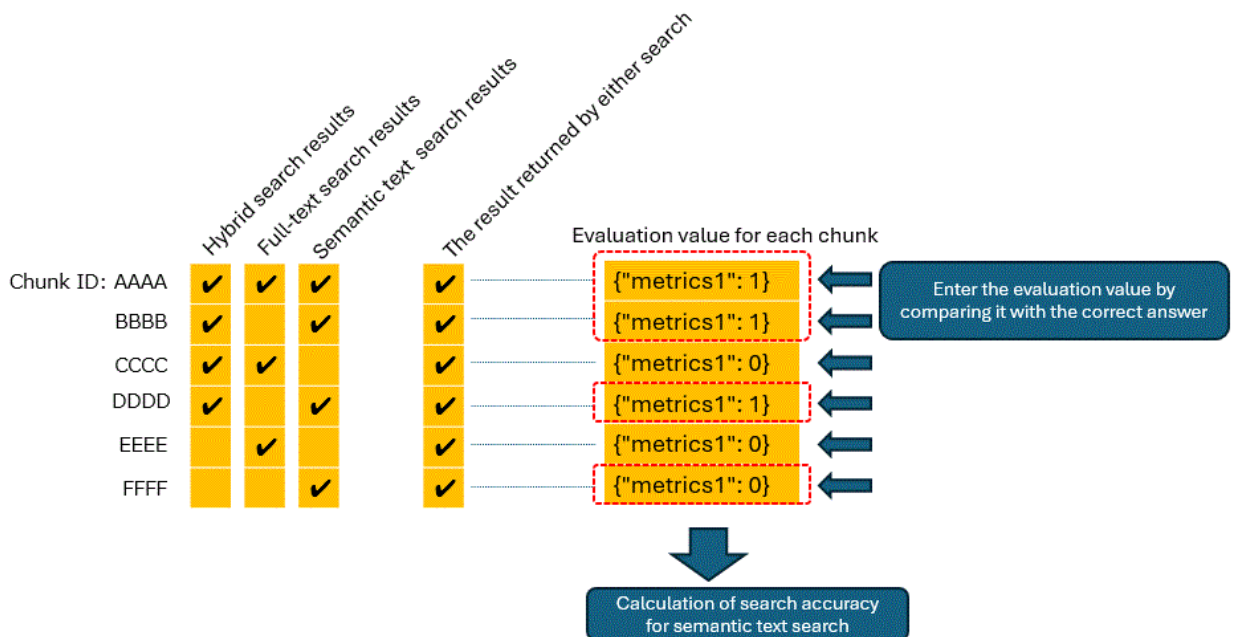 Hybrid search results
Full-text search results
Semantic text search results
The result returned by either search
Evaluation value for each chunk
Chunk ID: AAAA
{"metrics1": 1}
Enter the evaluation value by
comparing it with the correct answer
BBBB
{"metrics1": 1}
CCCC
{"metrics1": 0}
DDDD
{"metrics1": 1}
EEEE
{"metrics1": 0}
FFFF
{"metrics1": 0}
Calculation of search accuracy
for semantic text search